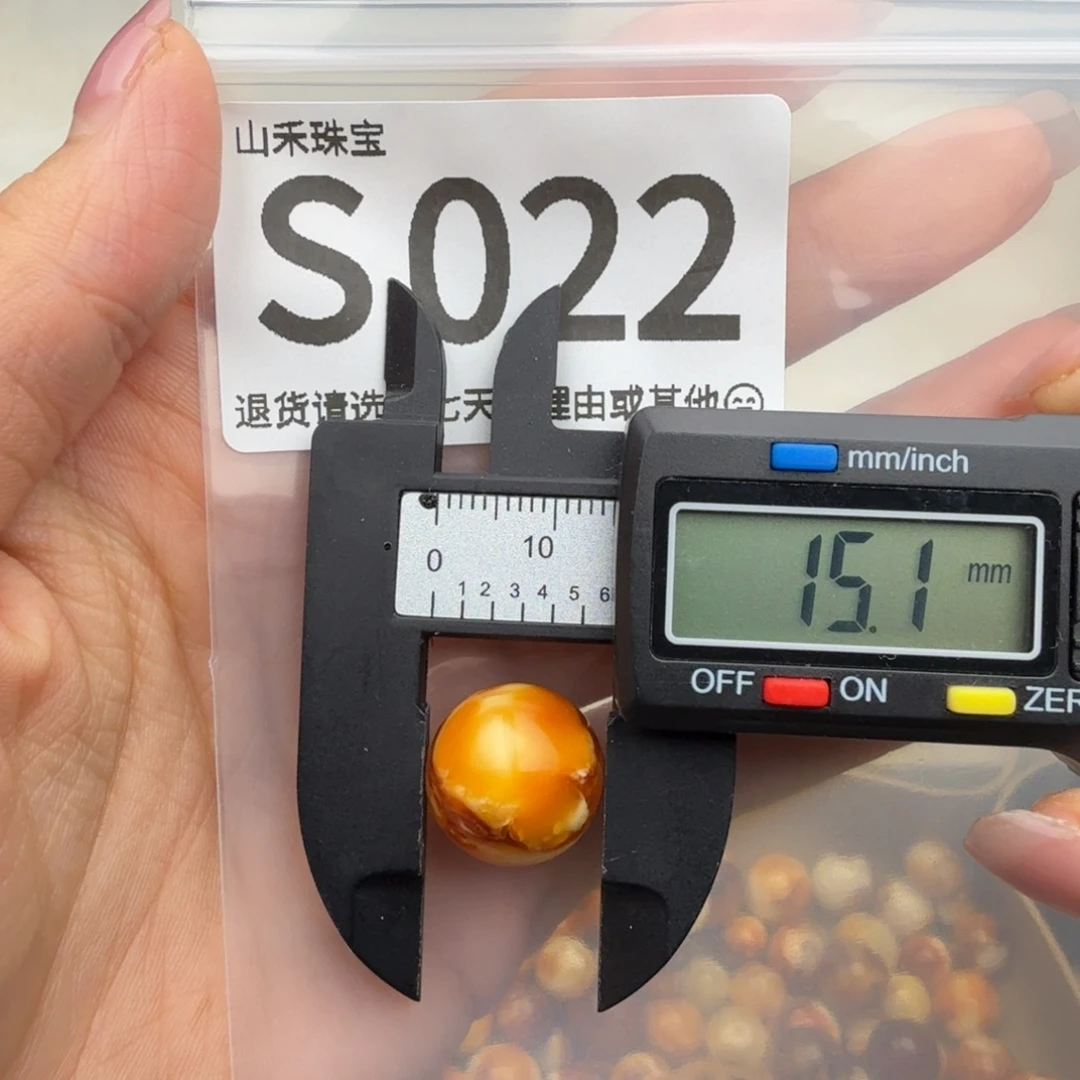 山禾珠宝
S022
退货请选 七天 理由或其他
mm/inch
0 10
1 2 3 4 5 6
15.1 mm
OFF ON ZER